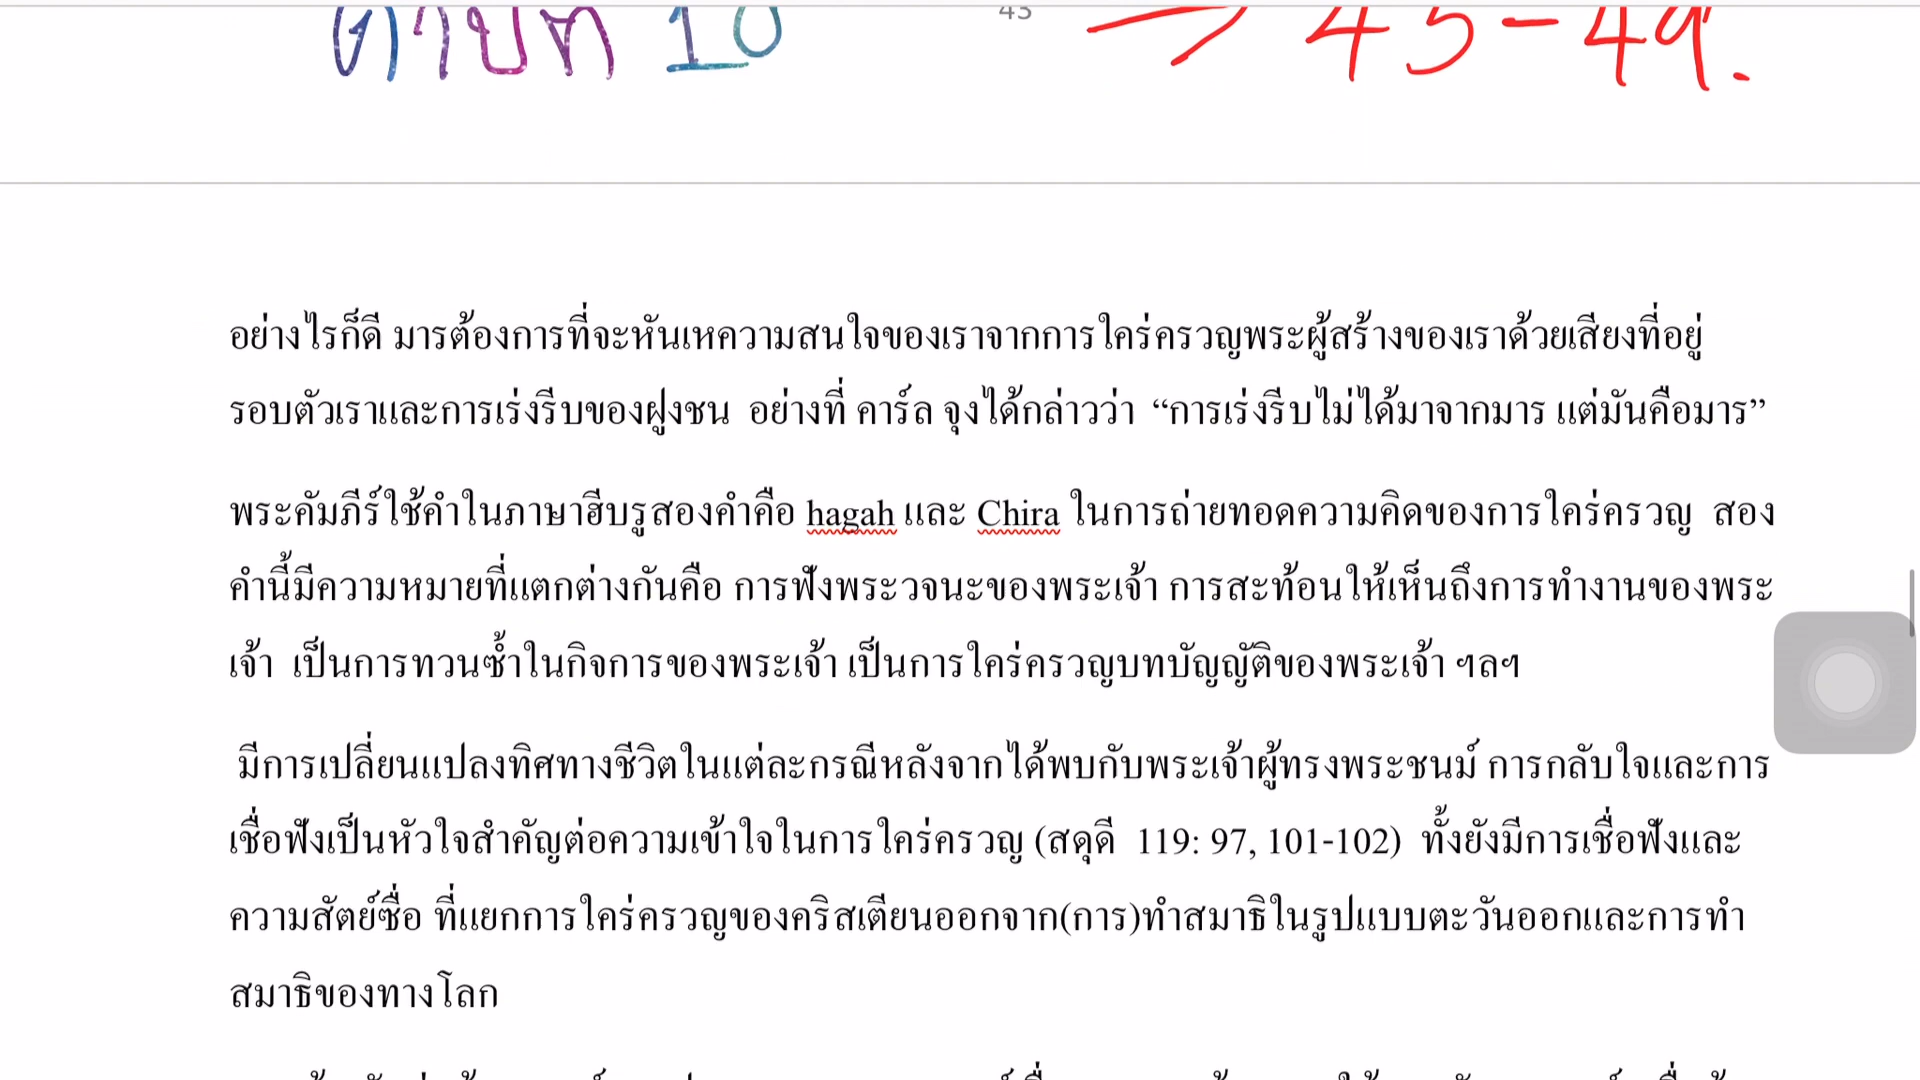 คาบที่ 10
43 → 45-49.
อย่างไรก็ดี มารต้องการที่จะหันเหความสนใจของเราจากการใคร่ครวญพระผู้สร้างของเราด้วยเสียงที่อยู่
รอบตัวเราและการเร่งรีบของฝูงชน อย่างที่ คาร์ล จุงได้กล่าวว่า “การเร่งรีบไม่ได้มาจากมาร แต่มันคือมาร”
พระคัมภีร์ใช้คำในภาษาฮีบรูสองคำคือ hagah และ Chira ในการถ่ายทอดความคิดของการใคร่ครวญ สอง
คำนี้มีความหมายที่แตกต่างกันคือ การฟังพระวจนะของพระเจ้า การสะท้อนให้เห็นถึงการทำงานของพระ
เจ้า เป็นการทวนซ้ำในกิจการของพระเจ้า เป็นการใคร่ครวญบทบัญญัติของพระเจ้า ฯลฯ
มีการเปลี่ยนแปลงทิศทางชีวิตในแต่ละกรณีหลังจากได้พบกับพระเจ้าผู้ทรงพระชนม์ การกลับใจและการ
เชื่อฟังเป็นหัวใจสำคัญต่อความเข้าใจในการใคร่ครวญ (สดุดี 119: 97, 101-102) ทั้งยังมีการเชื่อฟังและ
ความสัตย์ซื่อ ที่แยกการใคร่ครวญของคริสเตียนออกจาก(การ)ทำสมาธิในรูปแบบตะวันออกและการทำ
สมาธิของทางโลก